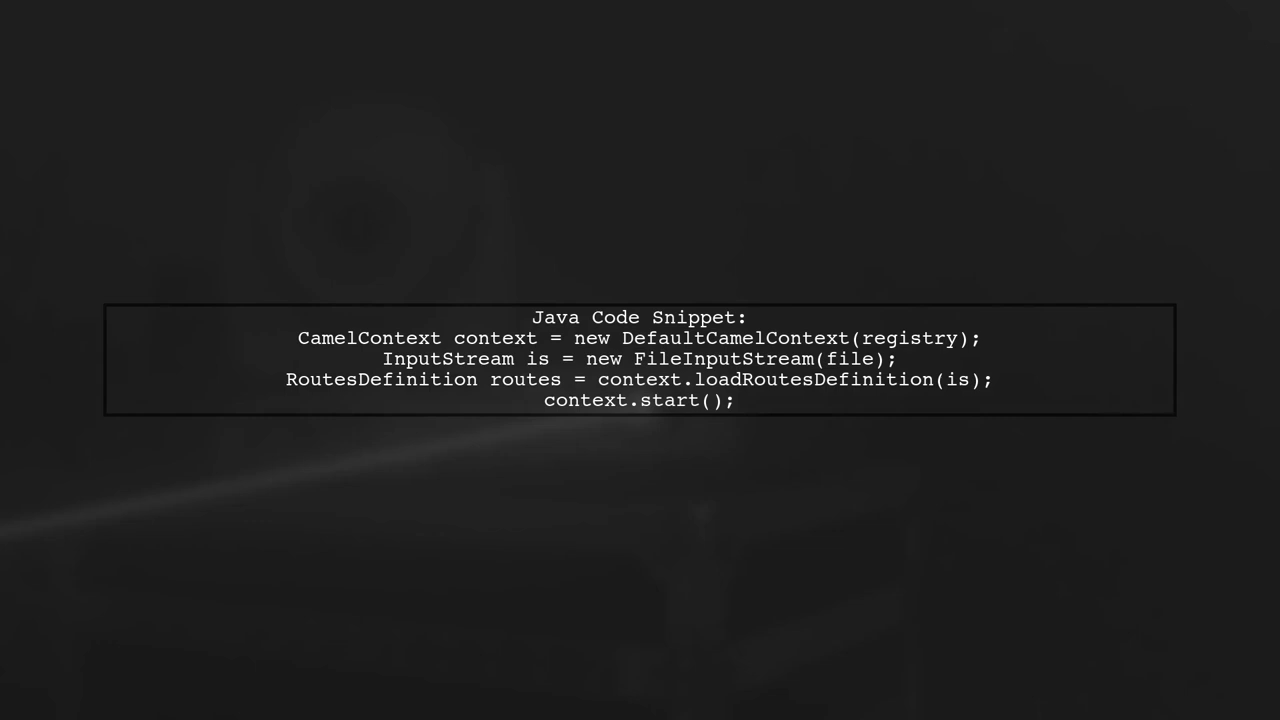 Java Code Snippet:
CamelContext context = new DefaultCamelContext(registry);
InputStream is = new FileInputStream(file);
RoutesDefinition routes = context.loadRoutesDefinition(is);
context.start();